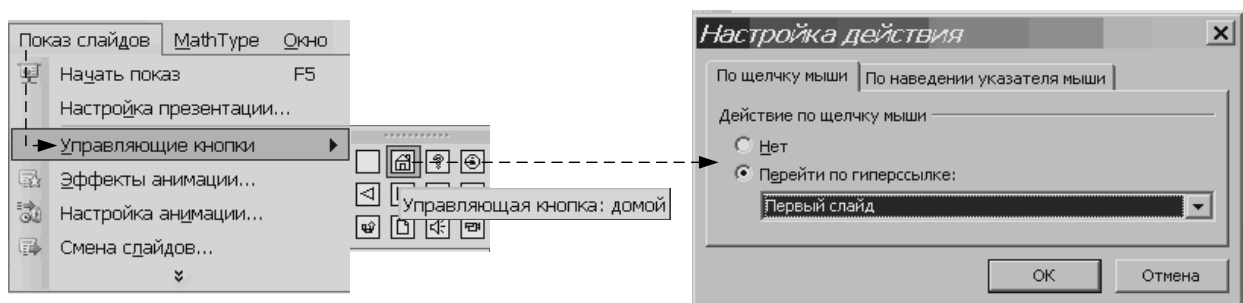 Показ слайдов MathType Окно
Начать показ F5
Настройка презентации...
Управляющие кнопки
Эффекты анимации...
Настройка анимации...
Смена слайдов...
Управляющая кнопка: домой
Настройка действия
По щелчку мыши По наведении указателя мыши
Действие по щелчку мыши
Нет
Перейти по гиперссылке:
Первый слайд
ОК Отмена